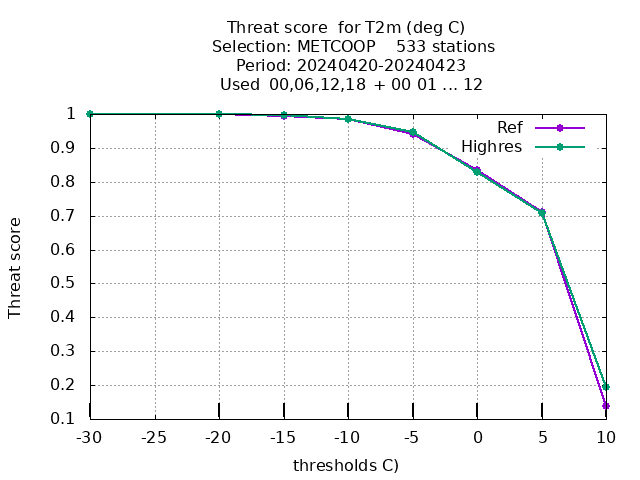 Threat score  for T2m (deg C)
Selection: METCOOP    533 stations
Period: 20240420-20240423
Used  00,06,12,18  + 00 01 ... 12
Ref
Highres
Threat score
1
0.9
0.8
0.7
0.6
0.5
0.4
0.3
0.2
0.1
-30 -25 -20 -15 -10 -5 0 5 10
thresholds C)